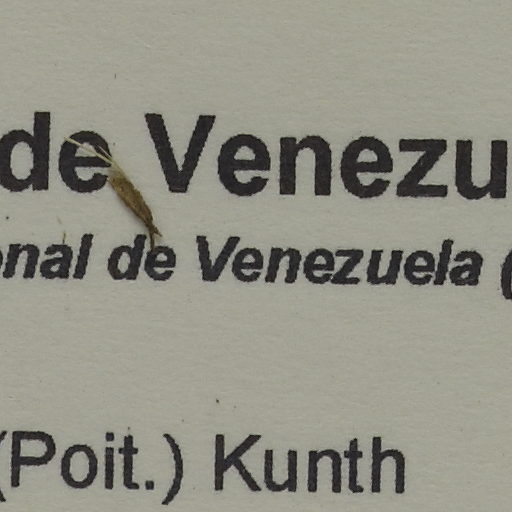 de Venezu
onal de Venezuela (
(Poit.) Kunth